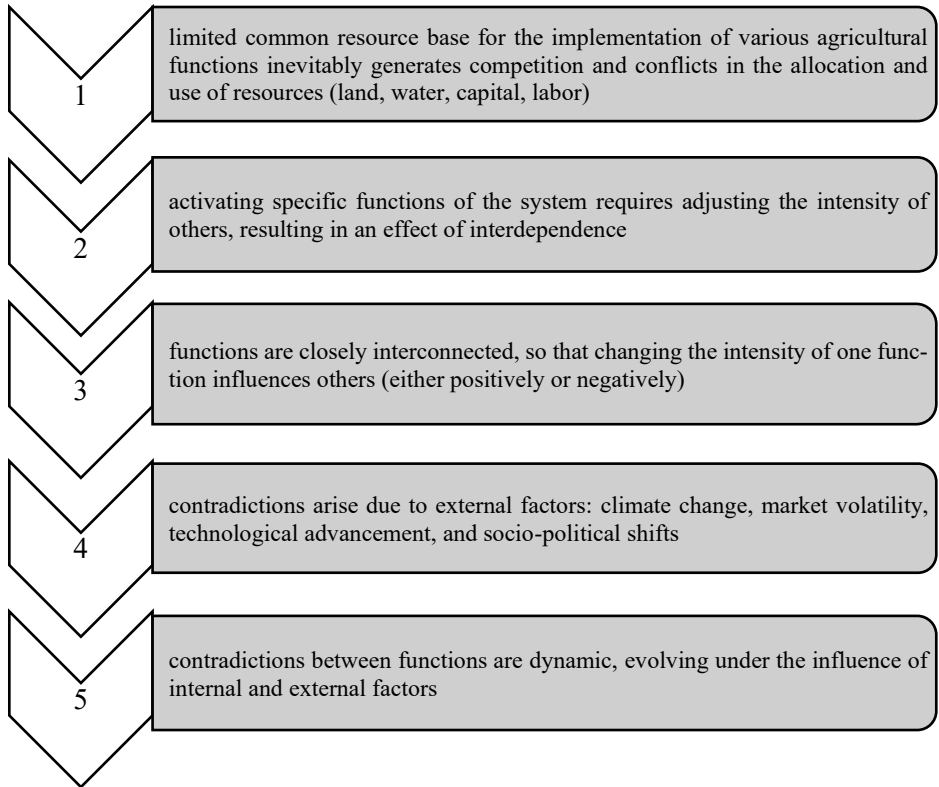 1
limited common resource base for the implementation of various agricultural
functions inevitably generates competition and conflicts in the allocation and
use of resources (land, water, capital, labor)
2
activating specific functions of the system requires adjusting the intensity of
others, resulting in an effect of interdependence
3
functions are closely interconnected, so that changing the intensity of one func-
tion influences others (either positively or negatively)
4
contradictions arise due to external factors: climate change, market volatility,
technological advancement, and socio-political shifts
5
contradictions between functions are dynamic, evolving under the influence of
internal and external factors